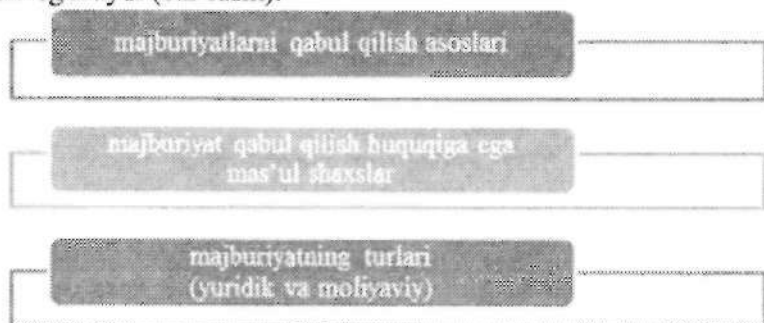 majburiyatlarni qabul qilish asoslari
majburiyat qabul qilish huquqiga ega
mas'ul shaxslar
majburiyatning turlari
(yuridik va moliyaviy)